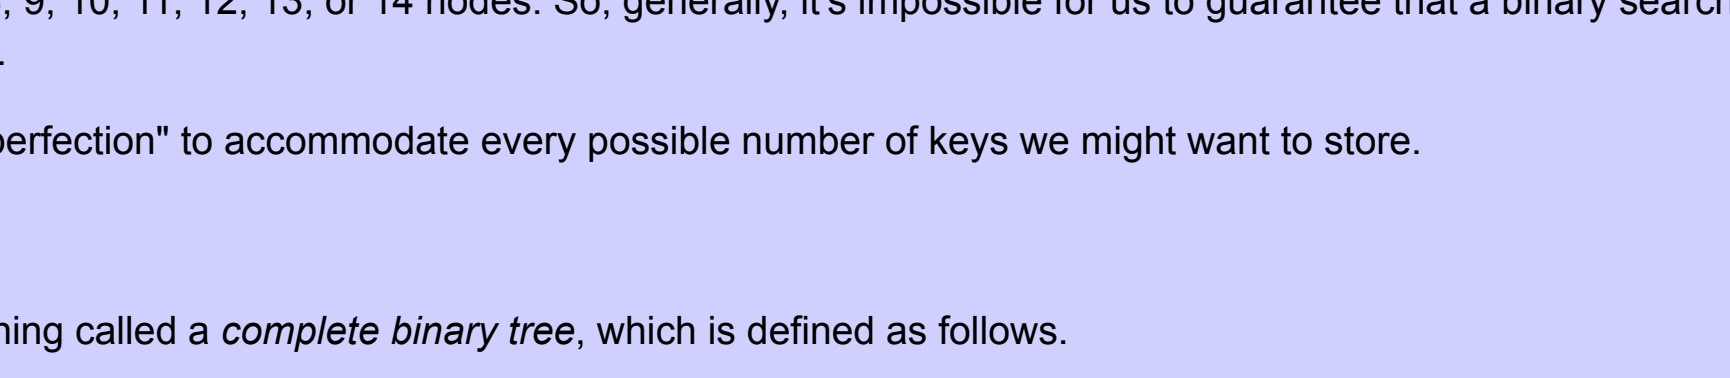 9, 10, 11, 12, 13, or 14 nodes. So, generally, it's impossible for us to guarantee that a binary search
.
perfection" to accommodate every possible number of keys we might want to store.
hing called a complete binary tree, which is defined as follows.